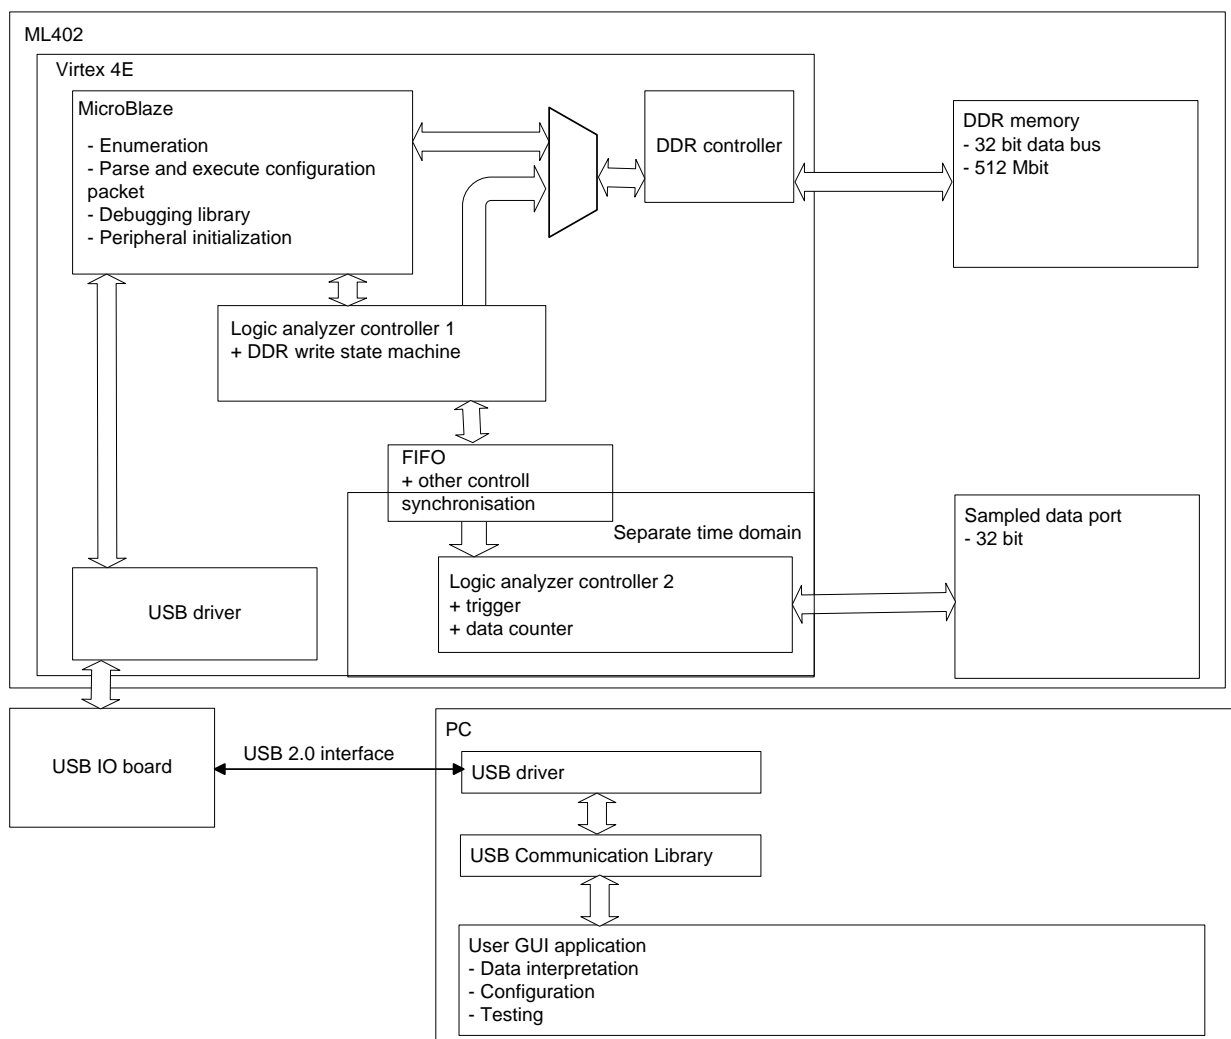 ML402
Virtex 4E
MicroBlaze
- Enumeration
- Parse and execute configuration
packet
- Debugging library
- Peripheral initialization
DDR controller
DDR memory
- 32 bit data bus
- 512 Mbit
Logic analyzer controller 1
+ DDR write state machine
FIFO
+ other controll
synchronisation
Separate time domain
Sampled data port
- 32 bit
Logic analyzer controller 2
+ trigger
+ data counter
USB driver
USB IO board
USB 2.0 interface
PC
USB driver
USB Communication Library
User GUI application
- Data interpretation
- Configuration
- Testing